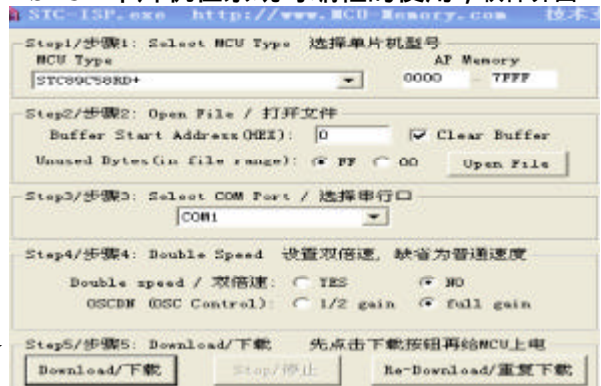 STC-ISP.exe http://www.MCU-Memory.com 技术支
Step1/步骤1: Select MCU Type 选择单片机型号
MCU Type AP Memory
STC89C58RD+ 0000 - 7FFF
Step2/步骤2: Open File / 打开文件
Buffer Start Address(HEX): 0 Clear Buffer
Unused Bytes(in file range): FF 00 Open File
Step3/步骤3: Select COM Port / 选择串行口
COM1
Step4/步骤4: Double Speed 设置双倍速, 缺省为普通速度
Double speed / 双倍速: YES NO
OSCDN (OSC Control): 1/2 gain full gain
Step5/步骤5: Download/下载 先点击下载按钮再给MCU上电
Download/下载 Stop/停止 Re-Download/重复下载